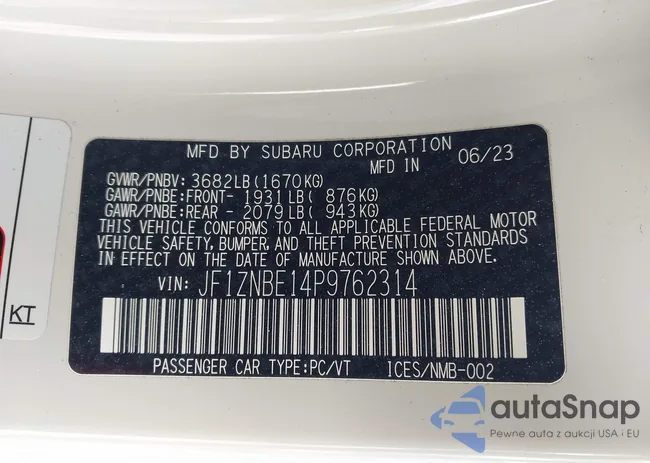 MFD BY SUBARU CORPORATION
MFD IN 06/23
GVWR/PNBV: 3682LB(1670KG)
GAWR/PNBE:FRONT- 1931LB( 876KG)
GAWR/PNBE:REAR - 2079LB( 943KG)
THIS VEHICLE CONFORMS TO ALL APPLICABLE FEDERAL MOTOR
VEHICLE SAFETY, BUMPER, AND THEFT PREVENTION STANDARDS
IN EFFECT ON THE DATE OF MANUFACTURE SHOWN ABOVE.
VIN: JF1ZNBE14P9762314
PASSENGER CAR TYPE:PC/VT ICES/NMB-002
KT
autaSnap
Pewne auta z aukcji USA i EU